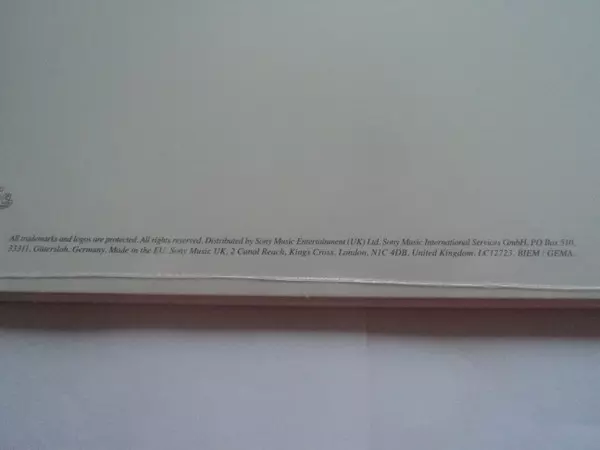 All trademarks and logos are protected. All rights reserved. Distributed by Sony Music Entertainment (UK) Ltd. Sony Music International Services GmbH, PO Box 510,
33311, Gütersloh, Germany. Made in the EU. Sony Music UK, 2 Canal Reach, King's Cross, London, N1C 4DB, United Kingdom. LC12723. BIEM / GEMA.